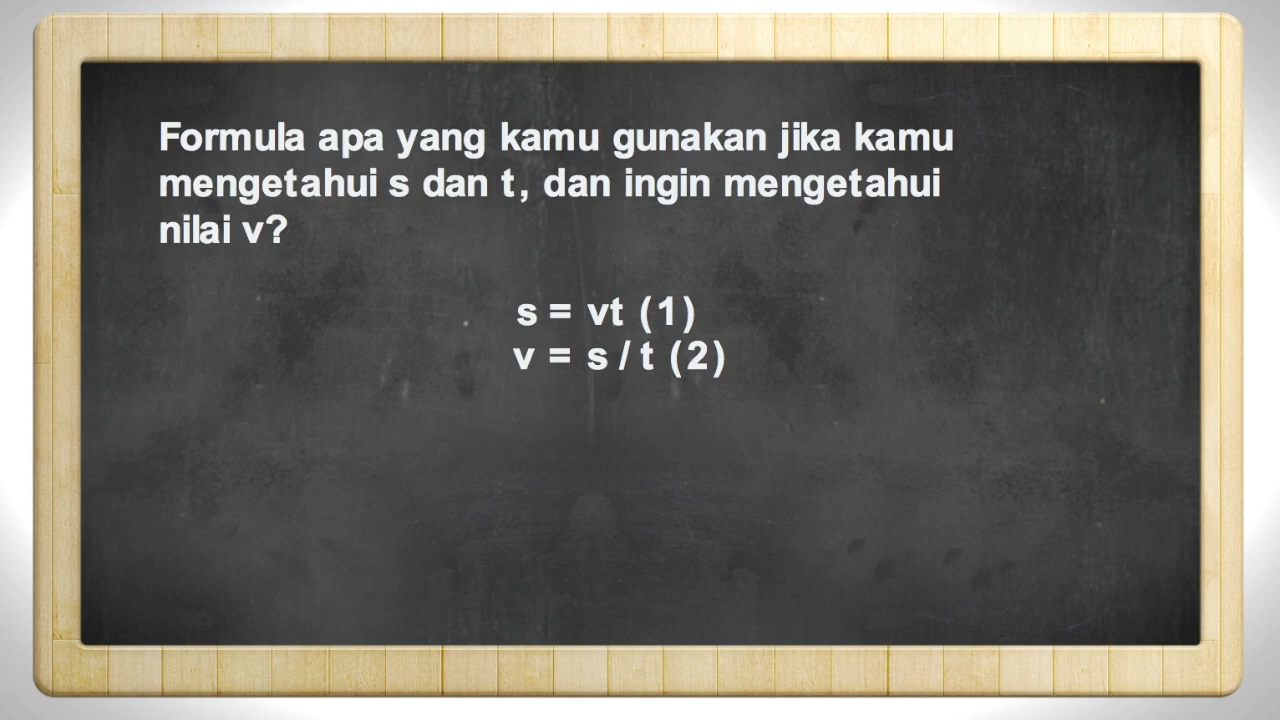 Formula apa yang kamu gunakan jika kamu
mengetahui s dan t, dan ingin mengetahui
nilai v?
s = vt (1)
v = s / t (2)